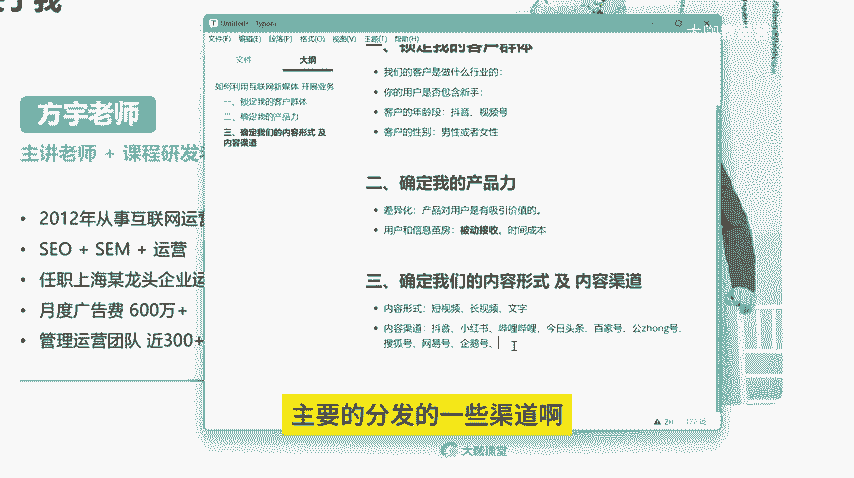 方宇老师
主讲老师 + 课程研发
• 2012年从事互联网运营
• SEO + SEM + 运营
• 任职上海某龙头企业运
• 月度广告费 600万+
• 管理运营团队 近300+
文件(F) 编辑(E) 段落(P) 格式(O) 视图(V) 主题(T) 帮助(H)
文件 大纲
如何利用互联网新媒体 开展业务
一、锁定我的客户群体
二、确定我的产品力
三、确定我们的内容形式 及
内容渠道
一、锁定我的客户群体
• 我们的客户是做什么行业的：
• 你的用户是否包含新手：
• 客户的年龄段：抖音、视频号
• 客户的性别：男性或者女性
二、确定我的产品力
• 差异化：产品对用户是有吸引价值的。
• 用户和信息茧房：被动接收、时间成本
三、确定我们的内容形式 及 内容渠道
• 内容形式：短视频、长视频、文字
• 内容渠道：抖音、小红书、哔哩哔哩、今日头条、百家号、公zhong号、
搜狐号、网易号、企鹅号、
主要的分发的一些渠道啊